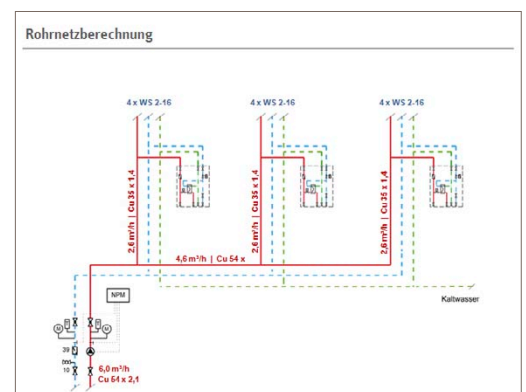 Rohrnetzberechnung
4 x WS 2-16
4 x WS 2-16
4 x WS 2-16
2,6 m³/h | Cu 35 x 1,4
2,6 m³/h | Cu 35 x 1,4
2,6 m³/h | Cu 35 x 1,4
4,6 m³/h | Cu 54 x
Kaltwasser
NPM
M
M
39
10
6,0 m³/h
Cu 54 x 2,1